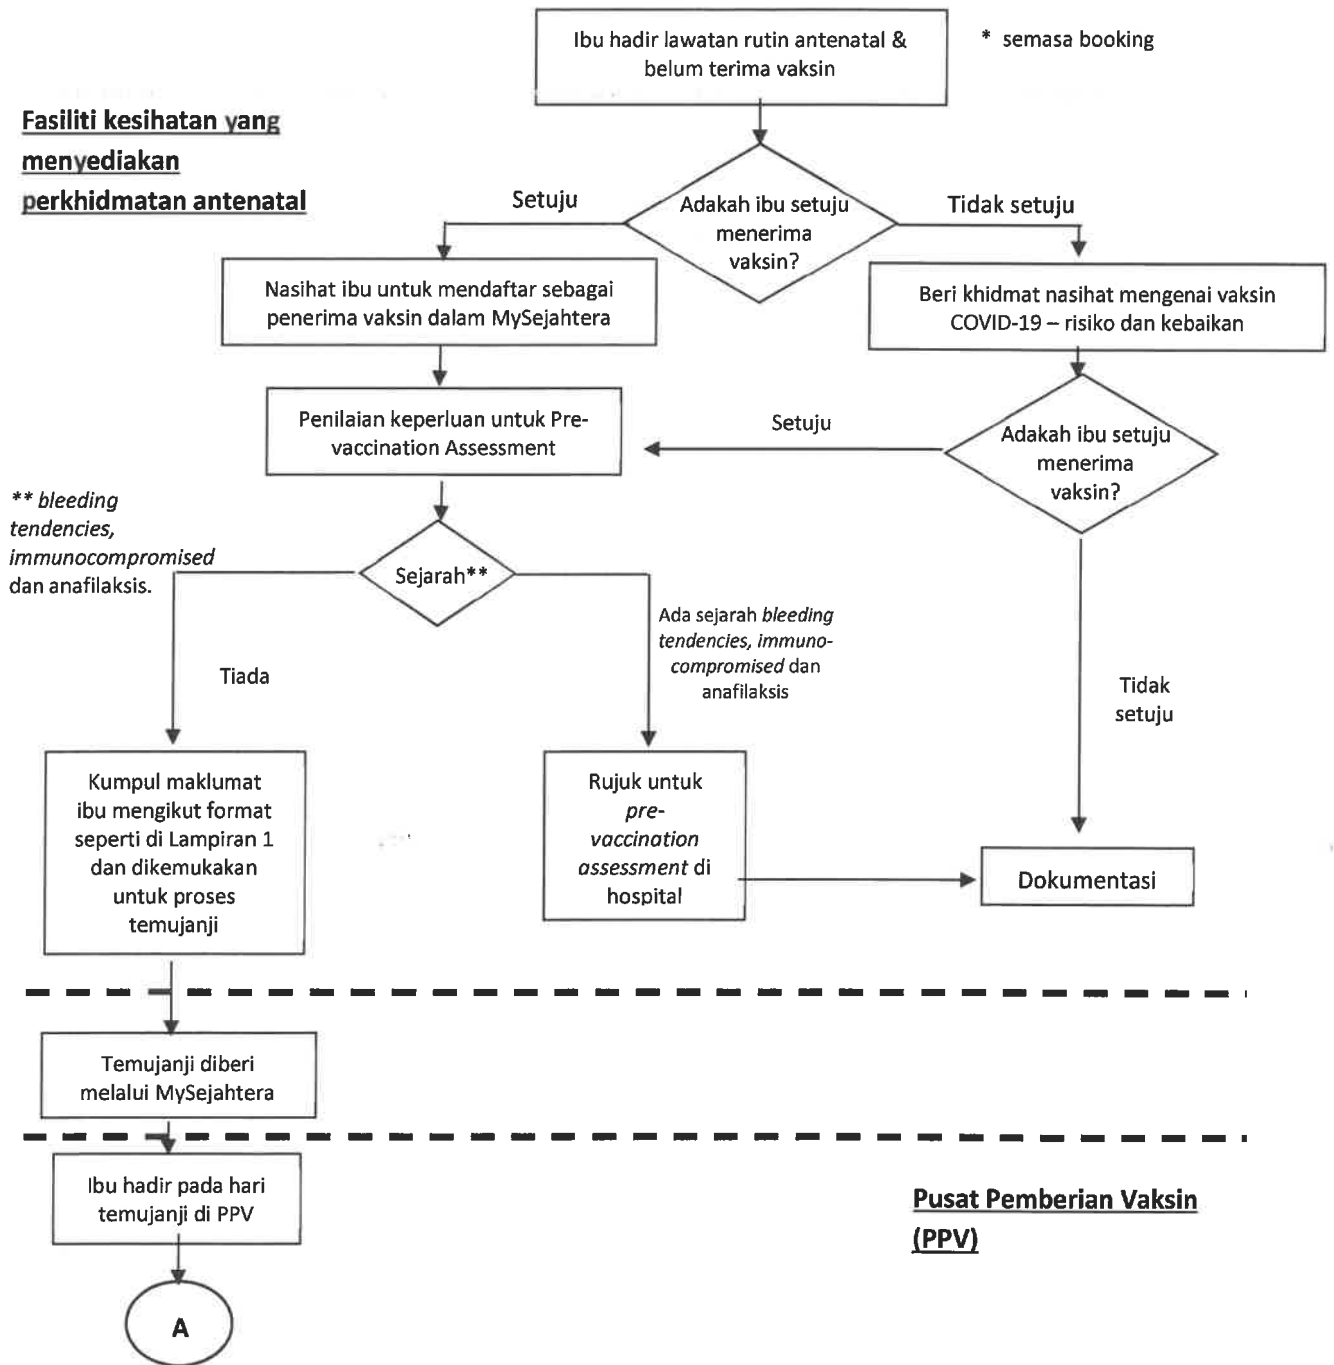 Ibu hadir lawatan rutin antenatal &
belum terima vaksin
* semasa booking
Fasiliti kesihatan yang
menyediakan
perkhidmatan antenatal
Setuju
Adakah ibu setuju
menerima
vaksin?
Tidak setuju
Nasihat ibu untuk mendaftar sebagai
penerima vaksin dalam MySejahtera
Beri khidmat nasihat mengenai vaksin
COVID-19 – risiko dan kebaikan
Penilaian keperluan untuk Pre-
vaccination Assessment
Setuju
Adakah ibu setuju
menerima
vaksin?
** bleeding
tendencies,
immunocompromised
dan anafilaksis.
Sejarah**
Ada sejarah bleeding
tendencies, immuno-
compromised dan
anafilaksis
Tiada
Tidak
setuju
Kumpul maklumat
ibu mengikut format
seperti di Lampiran 1
dan dikemukakan
untuk proses
temujanji
Rujuk untuk
pre-
vaccination
assessment di
hospital
Dokumentasi
Temujanji diberi
melalui MySejahtera
Ibu hadir pada hari
temujanji di PPV
Pusat Pemberian Vaksin
(PPV)
A